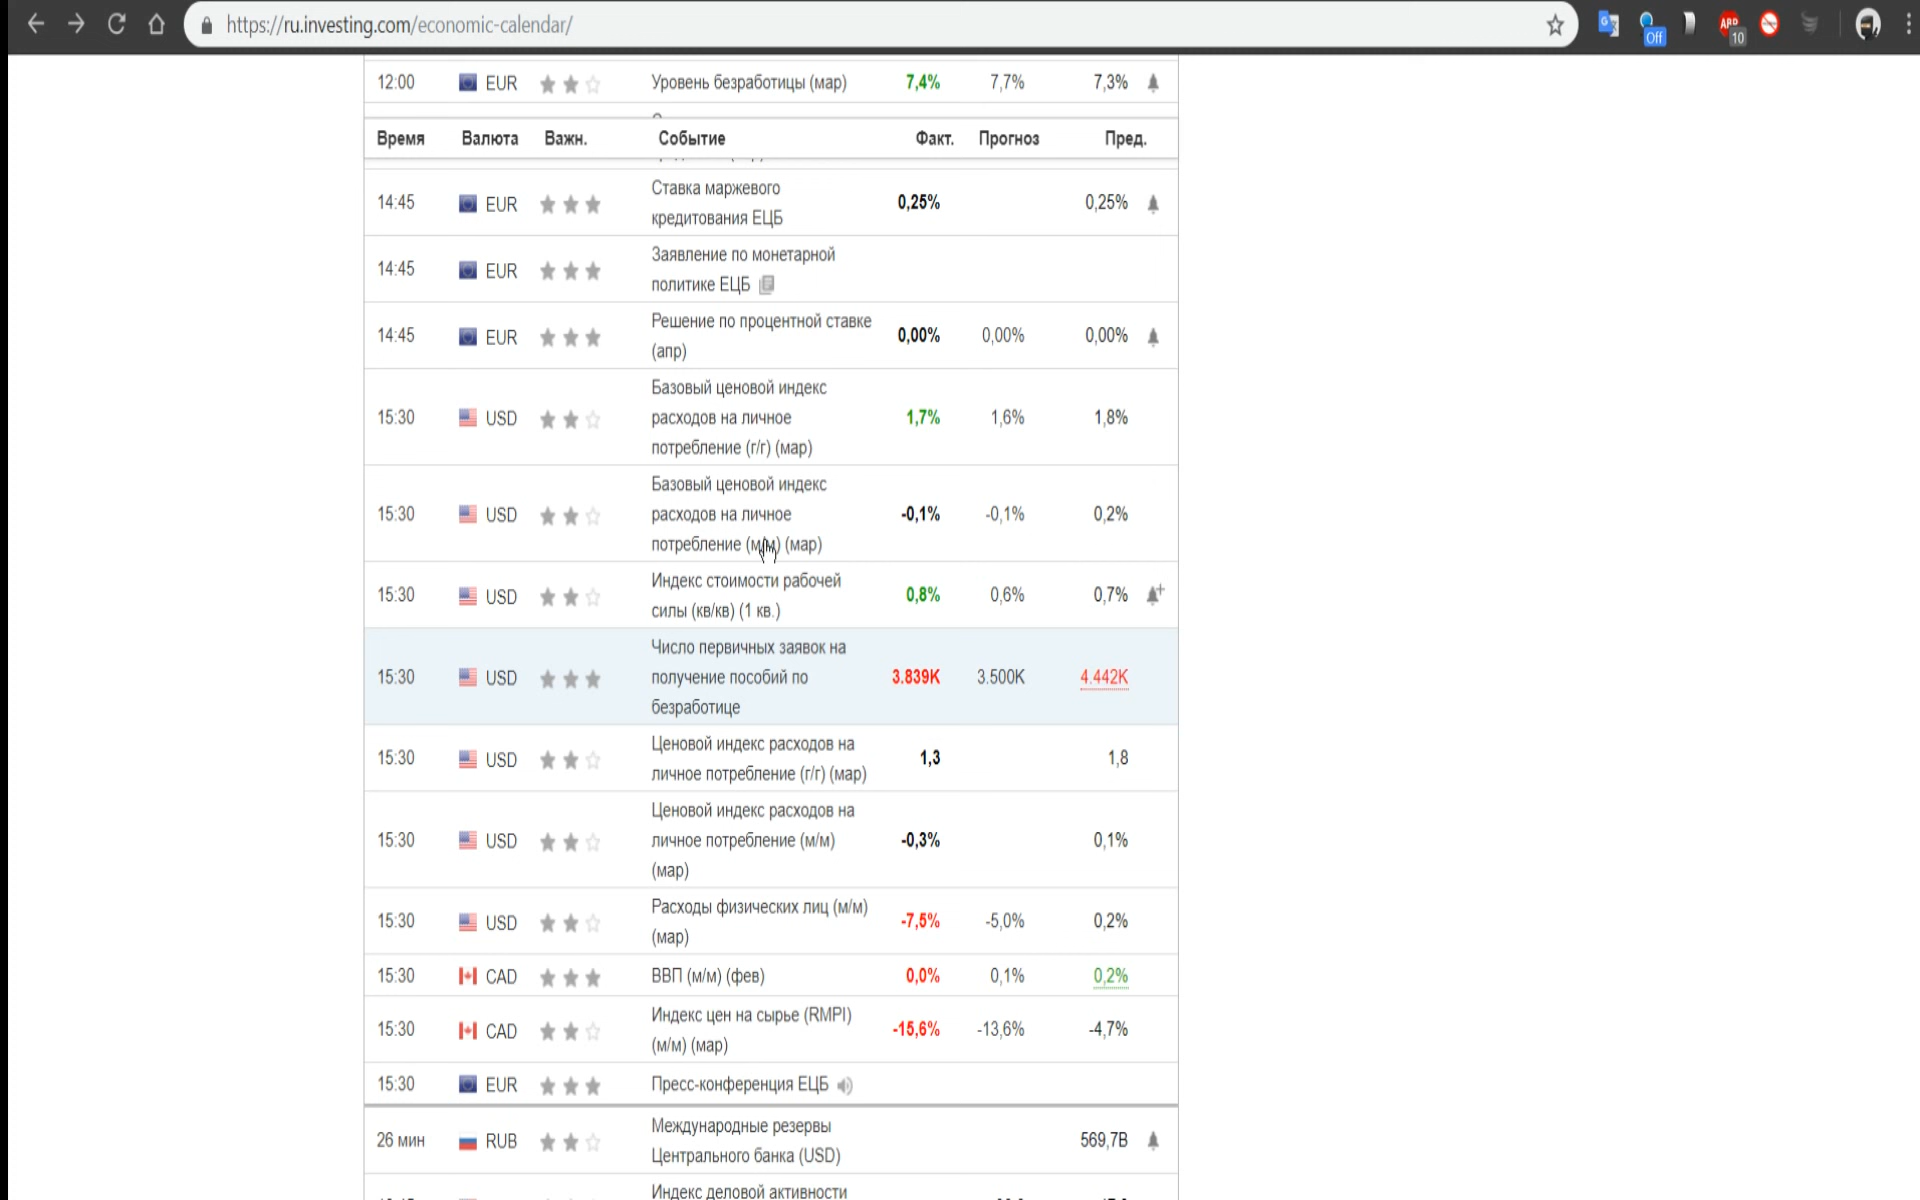 https://ru.investing.com/economic-calendar/
Off
ABP
10
12:00 EUR Уровень безработицы (мар) 7,4% 7,7% 7,3%
Время Валюта Важн. Событие Факт. Прогноз Пред.
14:45 EUR Ставка маржевого кредитования ЕЦБ 0,25% 0,25%
14:45 EUR Заявление по монетарной политике ЕЦБ
14:45 EUR Решение по процентной ставке (апр) 0,00% 0,00% 0,00%
15:30 USD Базовый ценовой индекс расходов на личное потребление (г/г) (мар) 1,7% 1,6% 1,8%
15:30 USD Базовый ценовой индекс расходов на личное потребление (м/м) (мар) -0,1% -0,1% 0,2%
15:30 USD Индекс стоимости рабочей силы (кв/кв) (1 кв.) 0,8% 0,6% 0,7%
15:30 USD Число первичных заявок на получение пособий по безработице 3.839K 3.500K 4.442K
15:30 USD Ценовой индекс расходов на личное потребление (г/г) (мар) 1,3 1,8
15:30 USD Ценовой индекс расходов на личное потребление (м/м) (мар) -0,3% 0,1%
15:30 USD Расходы физических лиц (м/м) (мар) -7,5% -5,0% 0,2%
15:30 CAD ВВП (м/м) (фев) 0,0% 0,1% 0,2%
15:30 CAD Индекс цен на сырье (RMPI) (м/м) (мар) -15,6% -13,6% -4,7%
15:30 EUR Пресс-конференция ЕЦБ
26 мин RUB Международные резервы Центрального банка (USD) 569,7B
Индекс деловой активности